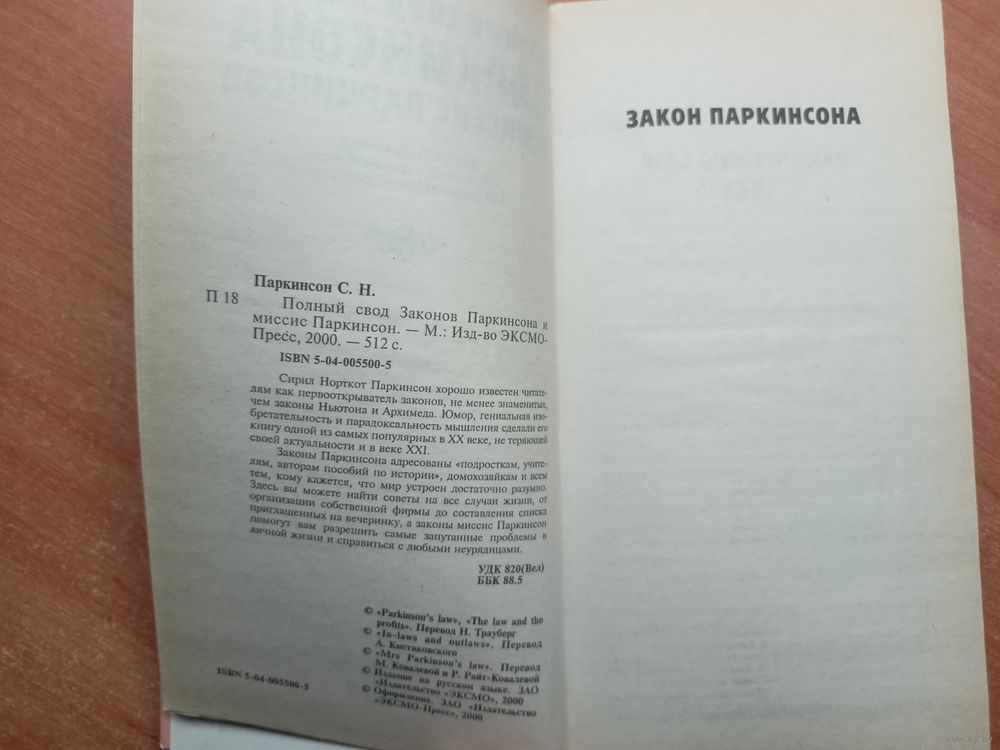 Паркинсон С. Н.
П 18
Полный свод Законов Паркинсона и
миссис Паркинсон. — М.: Изд-во ЭКСМО-
Пресс, 2000. — 512 с.
ISBN 5-04-005500-5
Сирил Норткот Паркинсон хорошо известен читате-
лям как первооткрыватель законов, не менее знаменитых,
чем законы Ньютона и Архимеда. Юмор, гениальная изо-
бретательность и парадоксальность мышления сделали его
книгу одной из самых популярных в XX веке, не теряющей
своей актуальности и в веке XXI.
Законы Паркинсона адресованы «подросткам, учите-
лям, авторам пособий по истории», домохозяйкам и всем
тем, кому кажется, что мир устроен достаточно разумно.
Здесь вы можете найти советы на все случаи жизни, от
организации собственной фирмы до составления списка
приглашенных на вечеринку, а законы миссис Паркинсон
помогут вам разрешить самые запутанные проблемы в
личной жизни и справиться с любыми неурядицами.
УДК 820(Вел)
ББК 88.5
© «Parkinson's law», «The law and the
profits». Перевод Н. Трауберг
© «In-laws and outlaws». Перевод
А. Кистяковского
© «Mrs Parkinson's law». Перевод
М. Ковалевой и Р. Райт-Ковалевой
© Издание на русском языке. ЗАО
«Издательство «ЭКСМО», 2000
© Оформление. ЗАО «Издательство
«ЭКСМО-Пресс», 2000
ISBN 5-04-005500-5
ЗАКОН ПАРКИНСОНА
www.ay.by